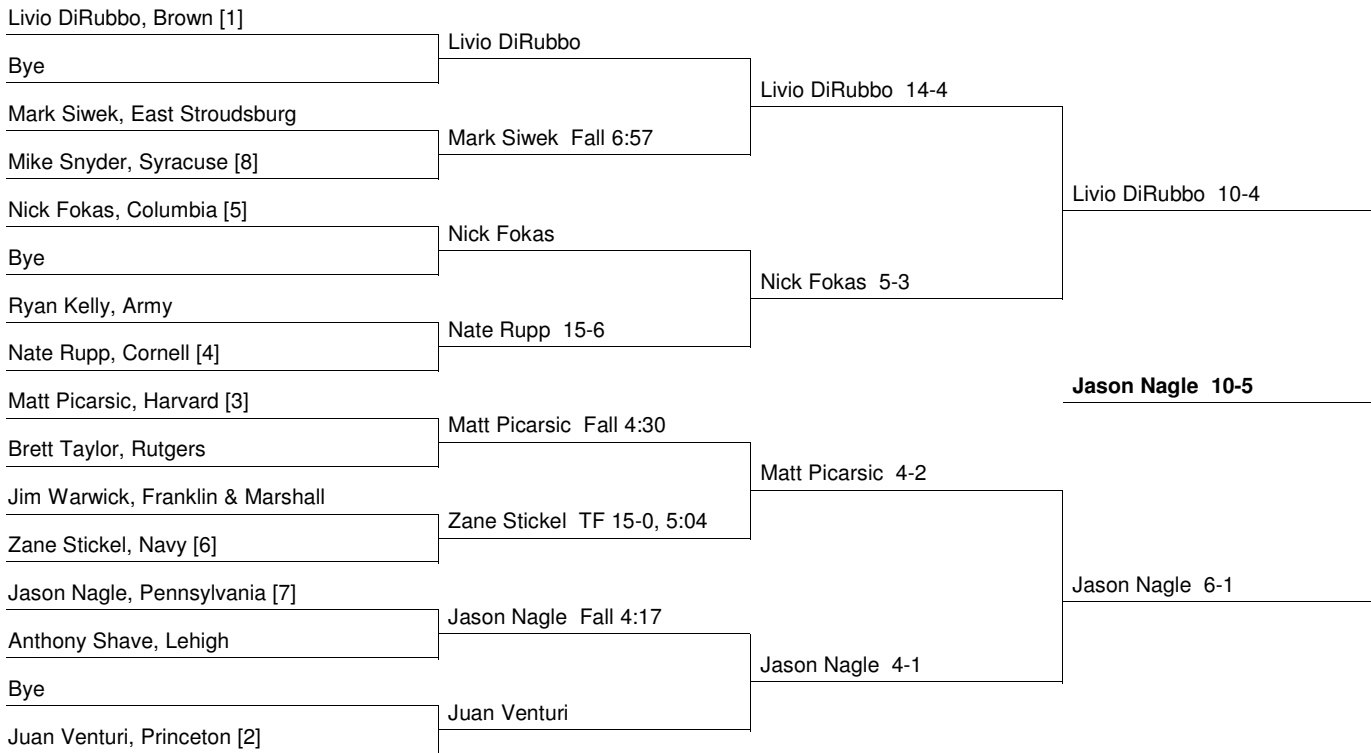 Livio DiRubbo, Brown [1]
Bye
Mark Siwek, East Stroudsburg
Mike Snyder, Syracuse [8]
Nick Fokas, Columbia [5]
Bye
Ryan Kelly, Army
Nate Rupp, Cornell [4]
Matt Picarsic, Harvard [3]
Brett Taylor, Rutgers
Jim Warwick, Franklin & Marshall
Zane Stickel, Navy [6]
Jason Nagle, Pennsylvania [7]
Anthony Shave, Lehigh
Bye
Juan Venturi, Princeton [2]
Livio DiRubbo
Mark Siwek Fall 6:57
Nick Fokas
Nate Rupp 15-6
Matt Picarsic Fall 4:30
Zane Stickel TF 15-0, 5:04
Jason Nagle Fall 4:17
Juan Venturi
Livio DiRubbo 14-4
Nick Fokas 5-3
Matt Picarsic 4-2
Jason Nagle 4-1
Livio DiRubbo 10-4
Jason Nagle 10-5
Jason Nagle 6-1